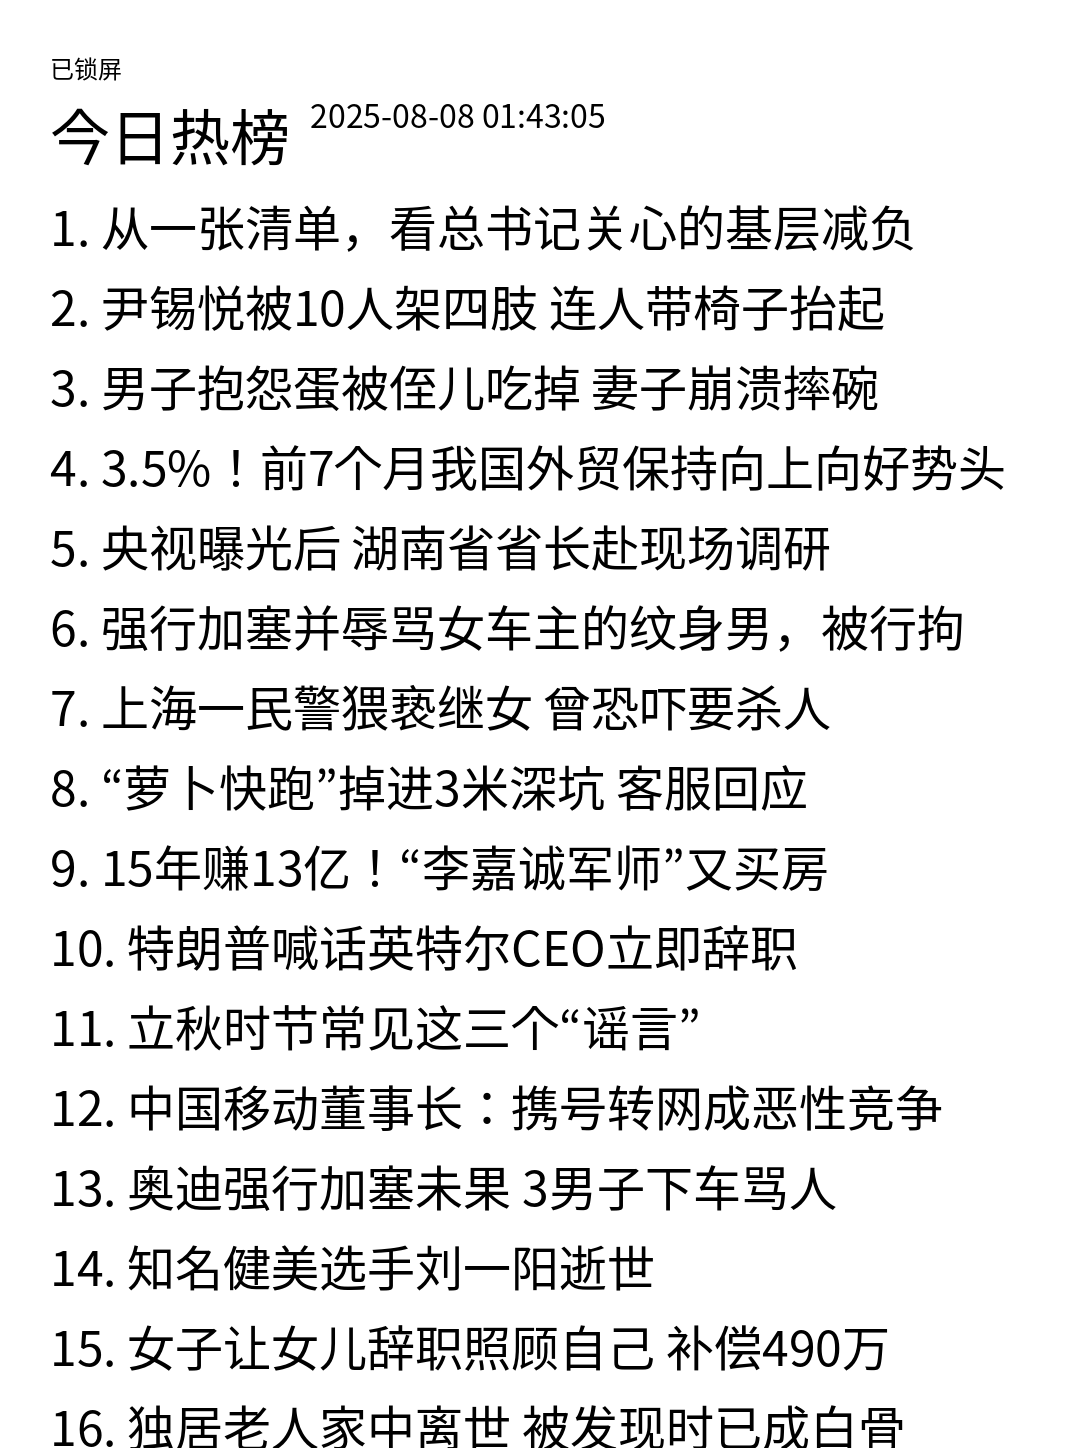 已锁屏
今日热榜 2025-08-08 01:43:05
1. 从一张清单，看总书记关心的基层减负
2. 尹锡悦被10人架四肢 连人带椅子抬起
3. 男子抱怨蛋被侄儿吃掉 妻子崩溃摔碗
4. 3.5%！前7个月我国外贸保持向上向好势头
5. 央视曝光后 湖南省省长赴现场调研
6. 强行加塞并辱骂女车主的纹身男，被行拘
7. 上海一民警猥亵继女 曾恐吓要杀人
8. “萝卜快跑”掉进3米深坑 客服回应
9. 15年赚13亿！“李嘉诚军师”又买房
10. 特朗普喊话英特尔CEO立即辞职
11. 立秋时节常见这三个“谣言”
12. 中国移动董事长：携号转网成恶性竞争
13. 奥迪强行加塞未果 3男子下车骂人
14. 知名健美选手刘一阳逝世
15. 女子让女儿辞职照顾自己 补偿490万
16. 独居老人家中离世 被发现时已成白骨